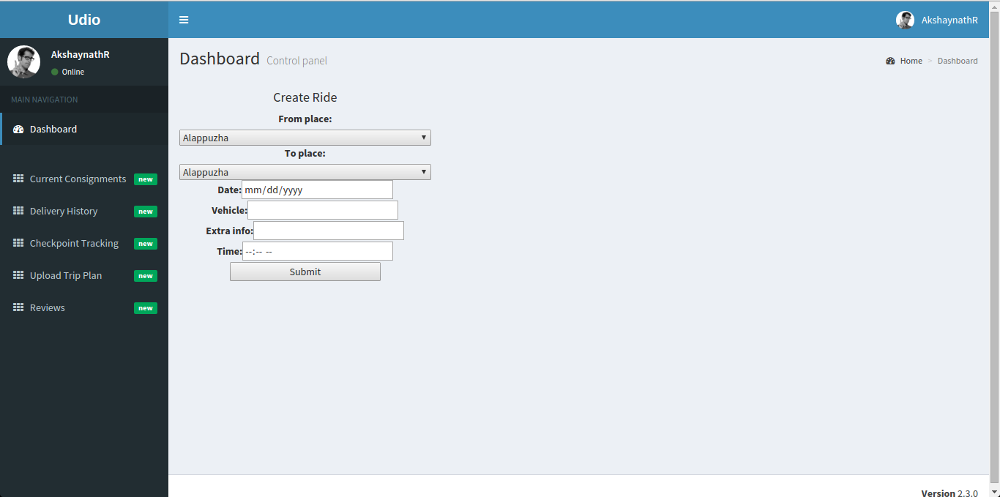 Udio
AkshaynathR
AkshaynathR
Online
MAIN NAVIGATION
Dashboard
Current Consignments new
Delivery History new
Checkpoint Tracking new
Upload Trip Plan new
Reviews new
Dashboard Control panel
Home > Dashboard
Create Ride
From place:
Alappuzha
To place:
Alappuzha
Date: mm/dd/yyyy
Vehicle:
Extra info:
Time: --:-- --
Submit
Version 2.3.0